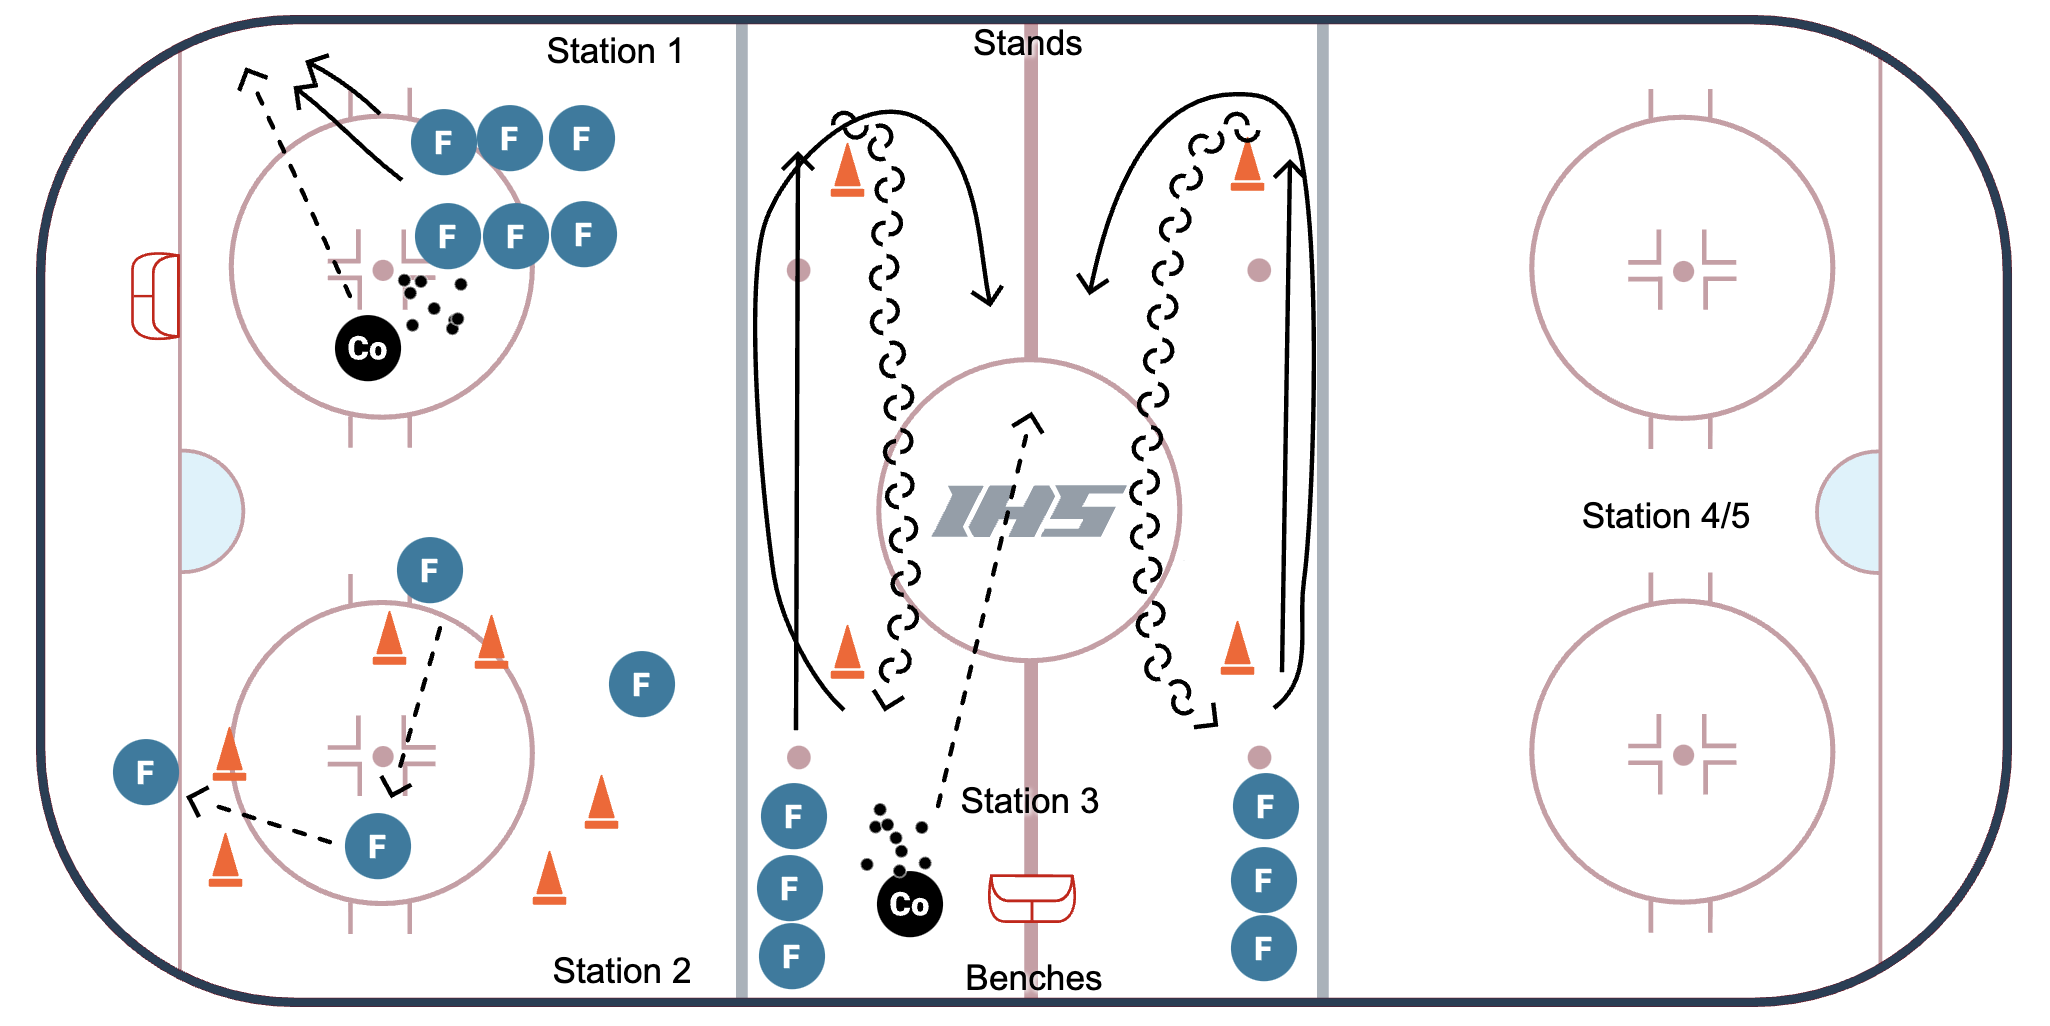 Station 1
Stands
F F F
F F F
Co
IHS
Station 4/5
F
F
F
F
Station 3
F
F
F
F
F
F
Co
Station 2
Benches